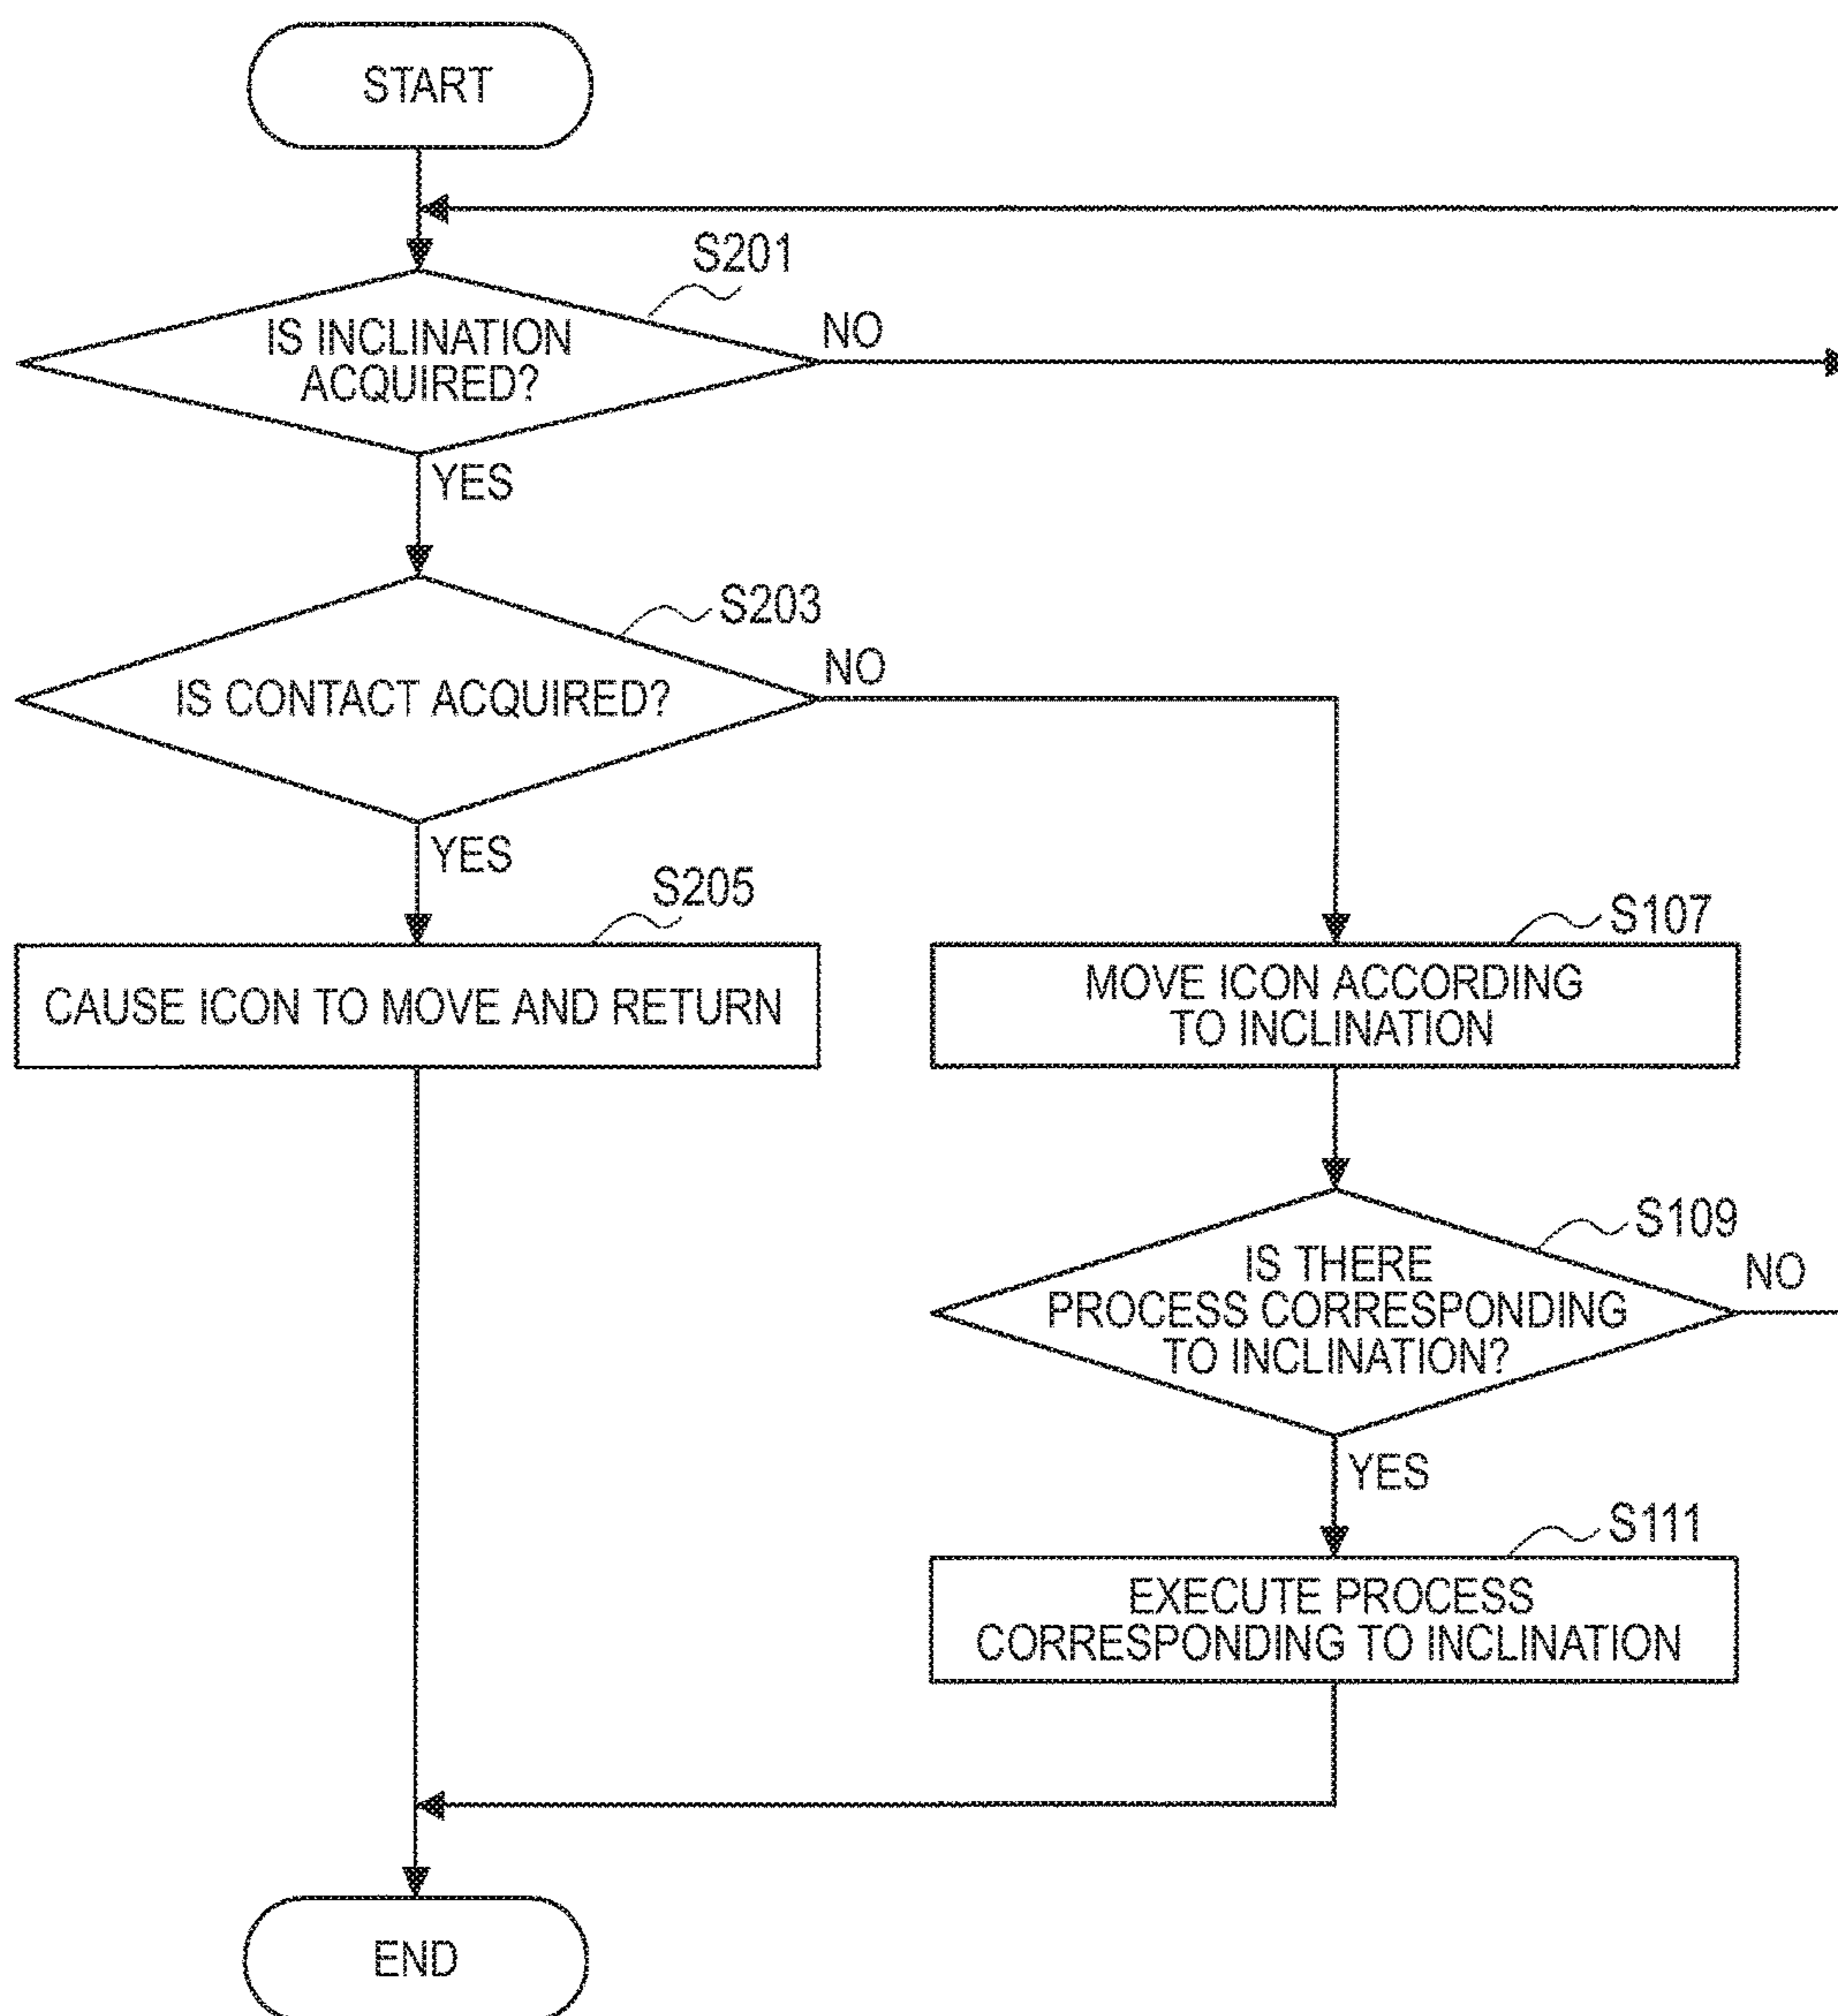 START
S201
IS INCLINATION
ACQUIRED?
NO
YES
S203
IS CONTACT ACQUIRED?
NO
YES
S205
CAUSE ICON TO MOVE AND RETURN
S107
MOVE ICON ACCORDING
TO INCLINATION
S109
IS THERE
PROCESS CORRESPONDING
TO INCLINATION?
NO
YES
S111
EXECUTE PROCESS
CORRESPONDING TO INCLINATION
END